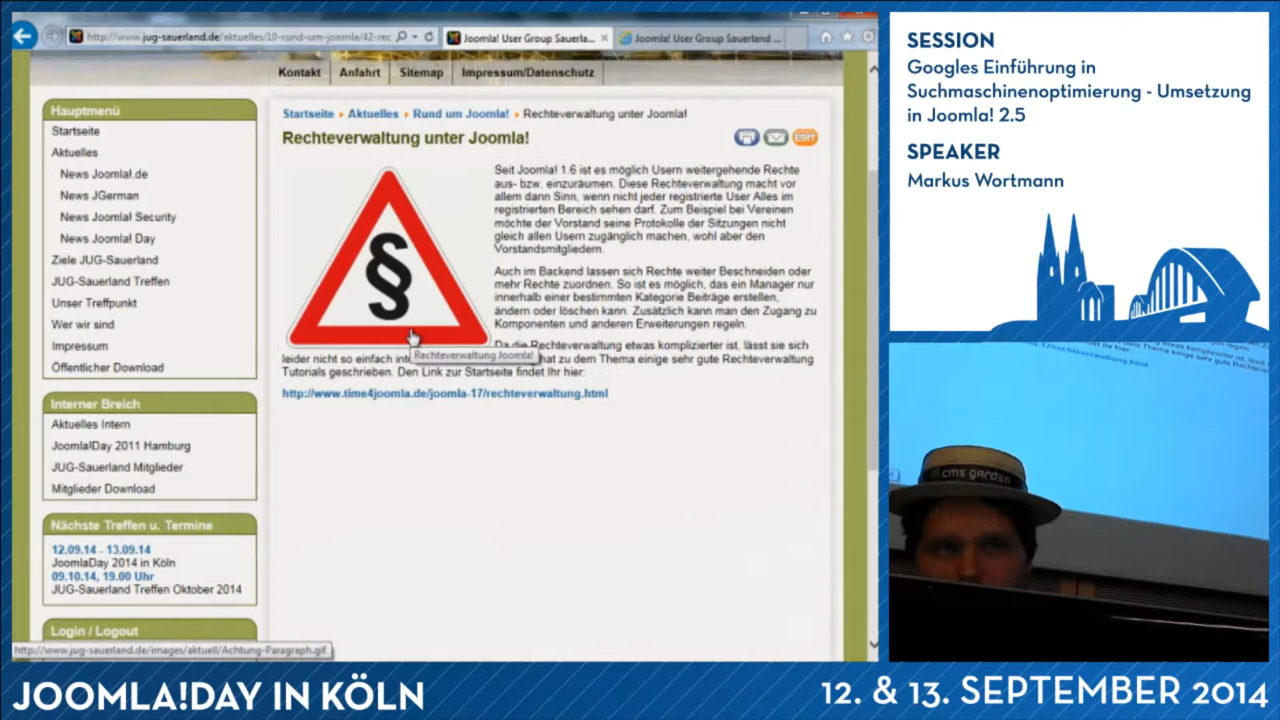 http://www.jug-sauerland.de/aktuelles/10-rund-um-joomla/42-rec
Joomla! User Group Sauerla...
Joomla! User Group Sauerland ...
Kontakt
Anfahrt
Sitemap
Impressum/Datenschutz
Hauptmenü
Startseite
Aktuelles
News Joomla!.de
News JGerman
News Joomla! Security
News Joomla! Day
Ziele JUG-Sauerland
JUG-Sauerland Treffen
Unser Treffpunkt
Wer wir sind
Impressum
Öffentlicher Download
Interner Breich
Aktuelles Intern
Joomla!Day 2011 Hamburg
JUG-Sauerland Mitglieder
Mitglieder Download
Nächste Treffen u. Termine
12.09.14 - 13.09.14
JoomlaDay 2014 in Köln
09.10.14, 19.00 Uhr
JUG-Sauerland Treffen Oktober 2014
Login / Logout
http://www.jug-sauerland.de/images/aktuell/Achtung-Paragraph.gif
Startseite Aktuelles Rund um Joomla! Rechteverwaltung unter Joomla!
Rechteverwaltung unter Joomla!
EDIT
§
Seit Joomla! 1.6 ist es möglich Usern weitergehende Rechte
aus- bzw. einzuräumen. Diese Rechteverwaltung macht vor
allem dann Sinn, wenn nicht jeder registrierte User Alles im
registrierten Bereich sehen darf. Zum Beispiel bei Vereinen
möchte der Vorstand seine Protokolle der Sitzungen nicht
gleich allen Usern zugänglich machen, wohl aber den
Vorstandsmitgliedern.
Auch im Backend lassen sich Rechte weiter Beschneiden oder
mehr Rechte zuordnen. So ist es möglich, das ein Manager nur
innerhalb einer bestimmten Kategorie Beiträge erstellen,
ändern oder löschen kann. Zusätzlich kann man den Zugang zu
Komponenten und anderen Erweiterungen regeln.
Da die Rechteverwaltung etwas komplizierter ist, lässt sie sich
Rechteverwaltung Joomla!
leider nicht so einfach hat zu dem Thema einige sehr gute Rechteverwaltung
Tutorials geschrieben. Den Link zur Startseite findet Ihr hier:
http://www.time4joomla.de/joomla-17/rechteverwaltung.html
SESSION
Googles Einführung in
Suchmaschinenoptimierung - Umsetzung
in Joomla! 2.5
SPEAKER
Markus Wortmann
cms garden
JOOMLA!DAY IN KÖLN
12. & 13. SEPTEMBER 2014